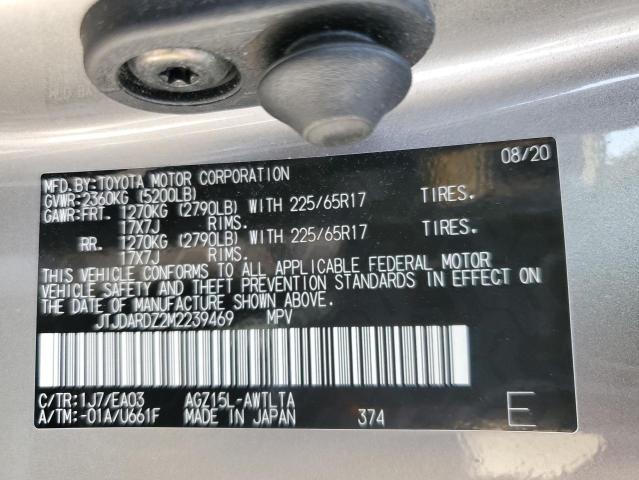 08/20
MFD.BY:TOYOTA MOTOR CORPORATION
GVWR:2360KG (5200LB)
GAWR:FRT. 1270KG (2790LB) WITH 225/65R17 TIRES.
17X7J RIMS.
RR. 1270KG (2790LB) WITH 225/65R17 TIRES.
17X7J RIMS.
THIS VEHICLE CONFORMS TO ALL APPLICABLE FEDERAL MOTOR
VEHICLE SAFETY AND THEFT PREVENTION STANDARDS IN EFFECT ON
THE DATE OF MANUFACTURE SHOWN ABOVE.
JTJDARDZ2M2239469 MPV
C/TR:1J7/EA03 AGZ15L-AWTLTA
A/TM:-01A/U661F MADE IN JAPAN 374 E